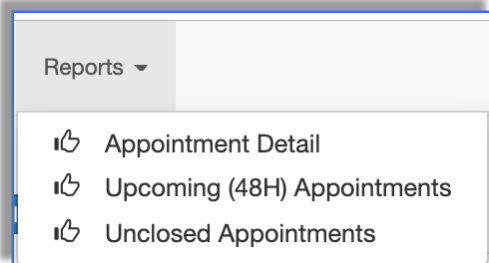 Reports
Appointment Detail
Upcoming (48H) Appointments
Unclosed Appointments